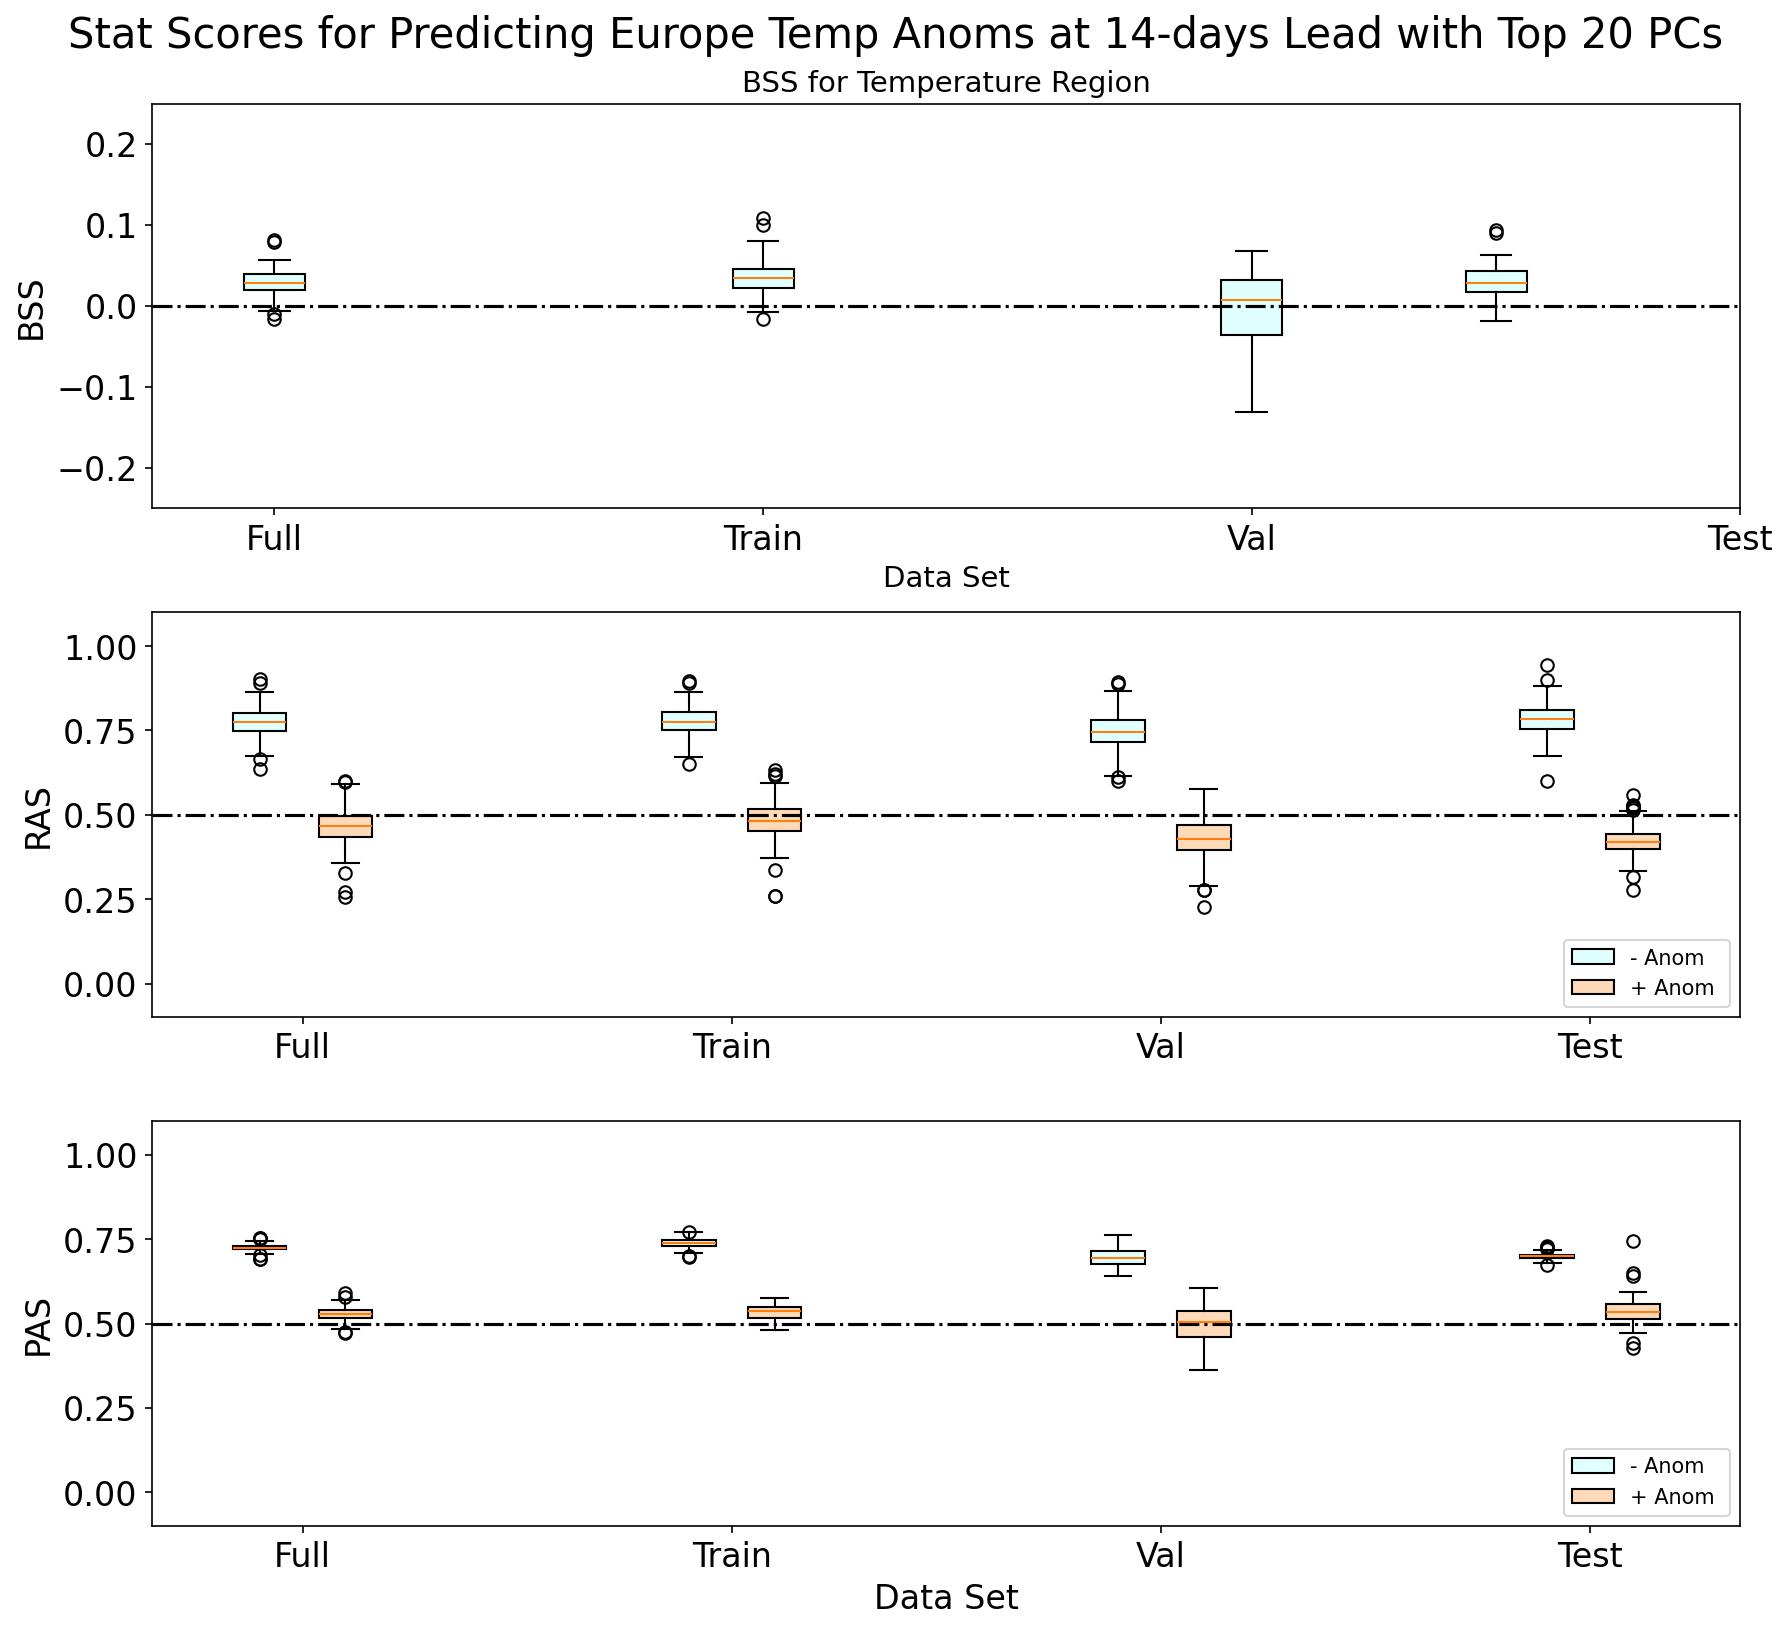 Stat Scores for Predicting Europe Temp Anoms at 14-days Lead with Top 20 PCs
BSS for Temperature Region
BSS
0.2
0.1
0.0
−0.1
−0.2
Full Train Val Test
Data Set
RAS
1.00
0.75
0.50
0.25
0.00
- Anom
+ Anom
Full Train Val Test
PAS
1.00
0.75
0.50
0.25
0.00
- Anom
+ Anom
Full Train Val Test
Data Set